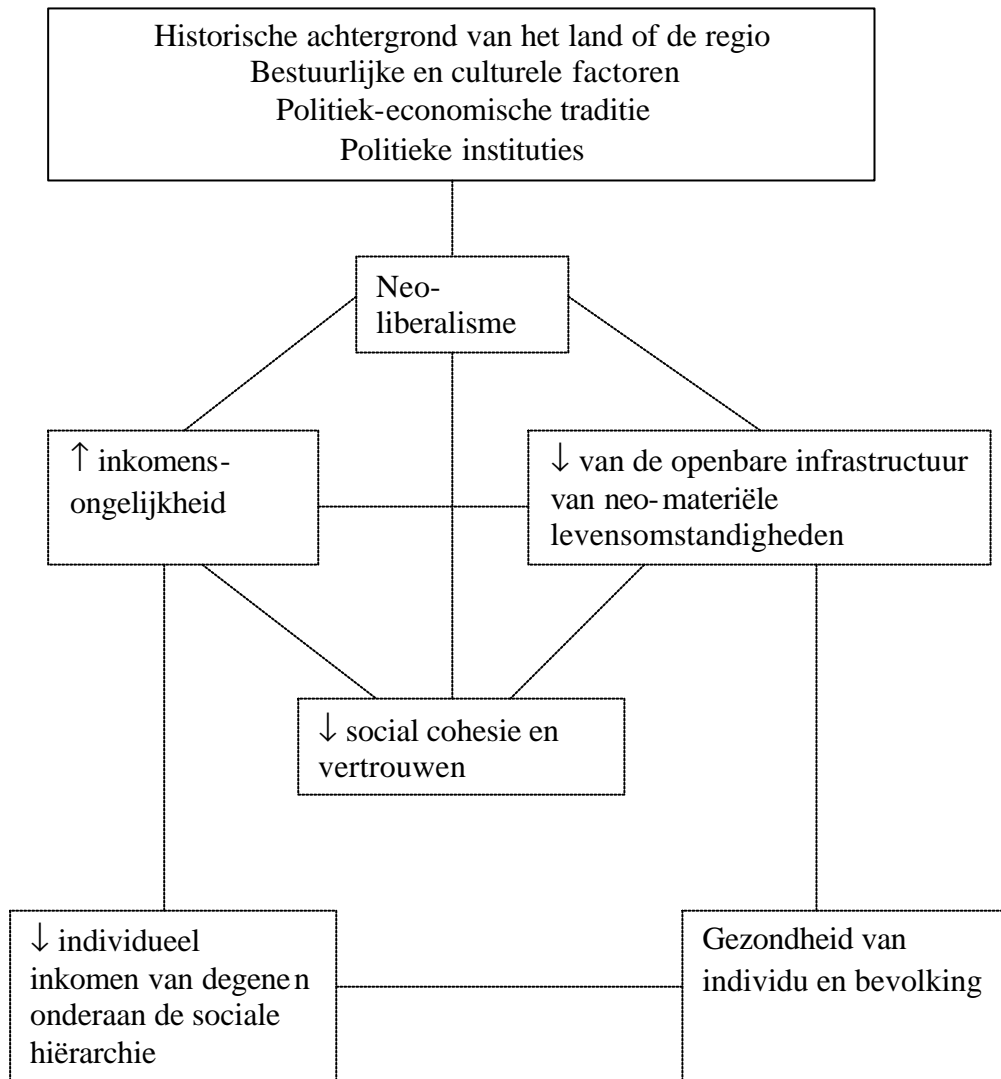 Historische achtergrond van het land of de regio
Bestuurlijke en culturele factoren
Politiek-economische traditie
Politieke instituties
Neo-
liberalisme
↑ inkomens-
ongelijkheid
↓ van de openbare infrastructuur
van neo-materiële
levensomstandigheden
↓ social cohesie en
vertrouwen
↓ individueel
inkomen van degenen
onderaan de sociale
hiërarchie
Gezondheid van
individu en bevolking